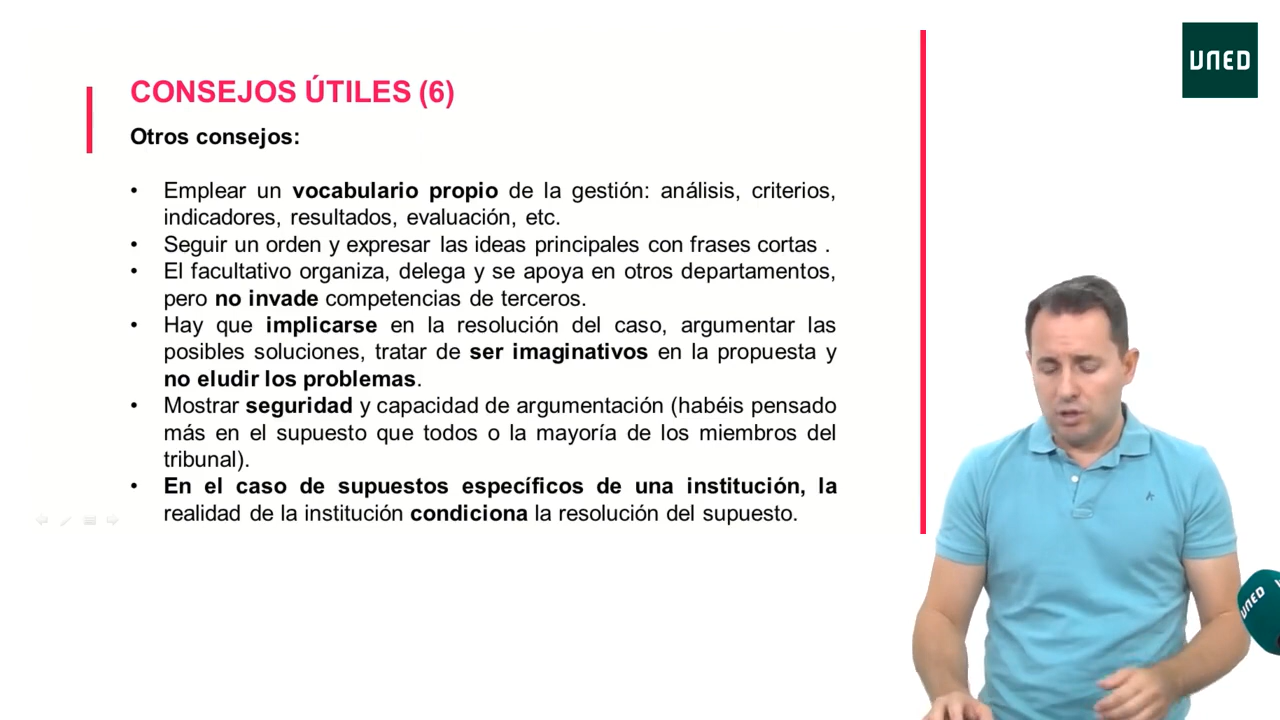 UNED
CONSEJOS ÚTILES (6)
Otros consejos:
• Emplear un vocabulario propio de la gestión: análisis, criterios,
indicadores, resultados, evaluación, etc.
• Seguir un orden y expresar las ideas principales con frases cortas .
• El facultativo organiza, delega y se apoya en otros departamentos,
pero no invade competencias de terceros.
• Hay que implicarse en la resolución del caso, argumentar las
posibles soluciones, tratar de ser imaginativos en la propuesta y
no eludir los problemas.
• Mostrar seguridad y capacidad de argumentación (habéis pensado
más en el supuesto que todos o la mayoría de los miembros del
tribunal).
• En el caso de supuestos específicos de una institución, la
realidad de la institución condiciona la resolución del supuesto.
UNED